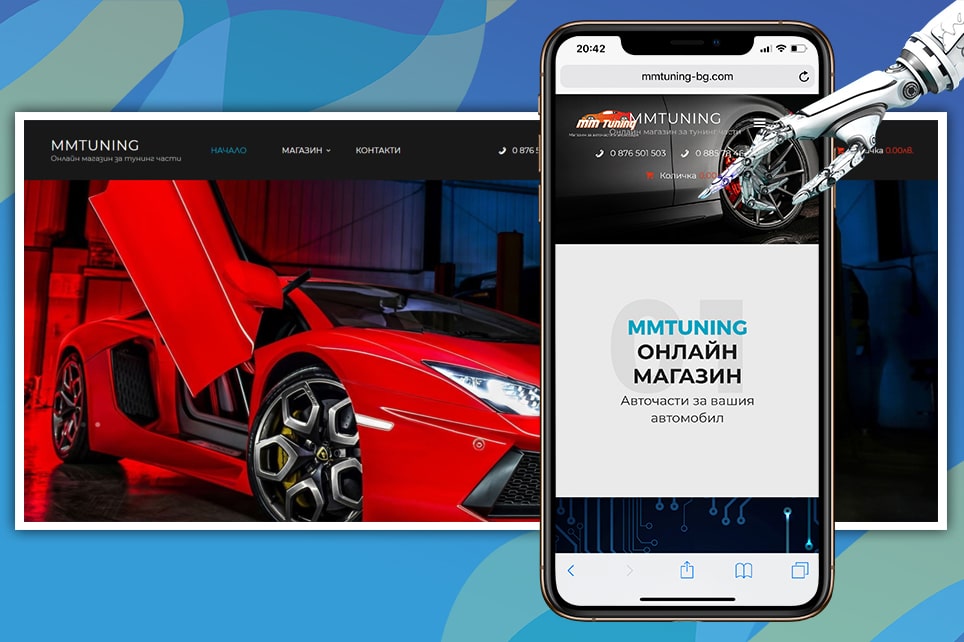 MMTUNING
Онлайн магазин за тунинг части
НАЧАЛО
МАГАЗИН
КОНТАКТИ
0 876 5
0.00лв.
20:42
mmtuning-bg.com
MM Tuning
MMTUNING
Онлайн магазин за тунинг части
0 876 501 503
0 885 78 46
Количка 0.00
01
MMTUNING
ОНЛАЙН
МАГАЗИН
Авточасти за вашия
автомобил